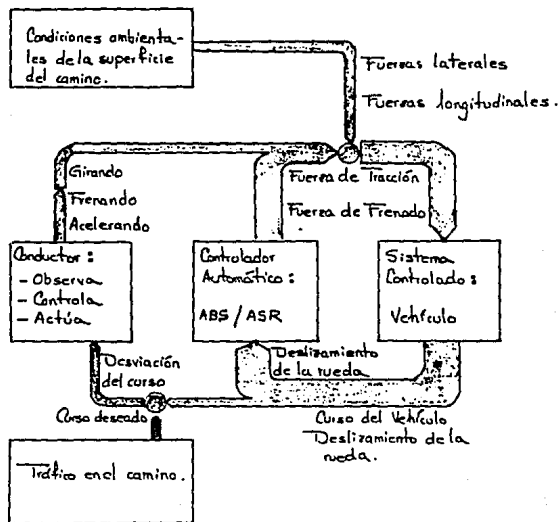 Condiciones ambienta-
les de la superficie
del camino.
Fuerzas laterales
Fuerzas longitudinales.
Girando
Frenando
Acelerando
Fuerza de Tracción
Fuerza de Frenado
Conductor:
- Observa
- Controla
- Actúa
Controlador
Automático:
ABS / ASR
Sistema
Controlado:
Vehículo
Desviación
del curso
Deslizamiento
de la rueda
Curso deseado
Curso del Vehículo
Deslizamiento de la
rueda.
Tráfico en el camino.